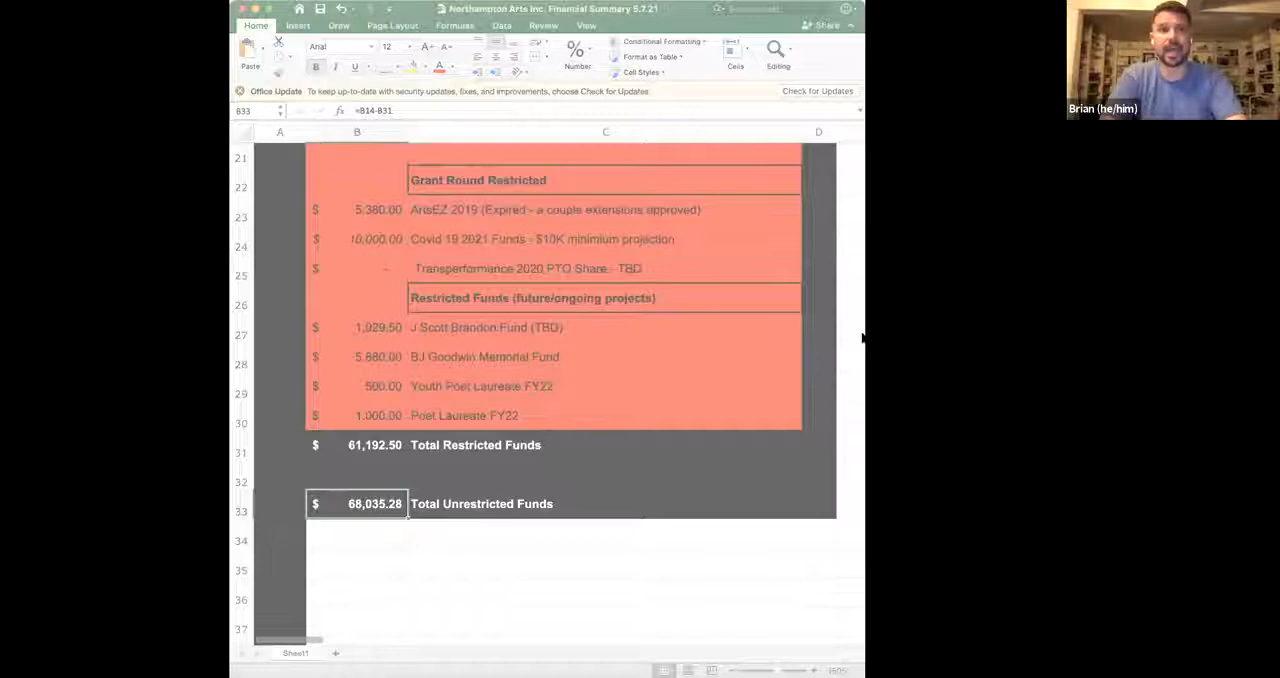 Northampton Arts Inc. Financial Summary 5.7.21
Home Insert Draw Page Layout Formulas Data Review View Share
Paste Arial 12 A A % Number Conditional Formatting Format as Table Cell Styles Cells Editing
B I U A
Office Update To keep up-to-date with security updates, fixes, and improvements, choose Check for Updates. Check for Updates
B33 fx =B14-B31
A B C D
21
22 Grant Round Restricted
23 $ 5,380.00 ArtsEZ 2019 (Expired - a couple extensions approved)
24 $ 10,000.00 Covid 19 2021 Funds - $10K minimium projection
25 $ - Transperformance 2020 PTO Share - TBD
26 Restricted Funds (future/ongoing projects)
27 $ 1,029.50 J Scott Brandon Fund (TBD)
28 $ 5,880.00 BJ Goodwin Memorial Fund
29 $ 500.00 Youth Poet Laureate FY22
30 $ 1,000.00 Poet Laureate FY22
31 $ 61,192.50 Total Restricted Funds
32
33 $ 68,035.28 Total Unrestricted Funds
34
35
36
37
Sheet1 +
Brian (he/him)